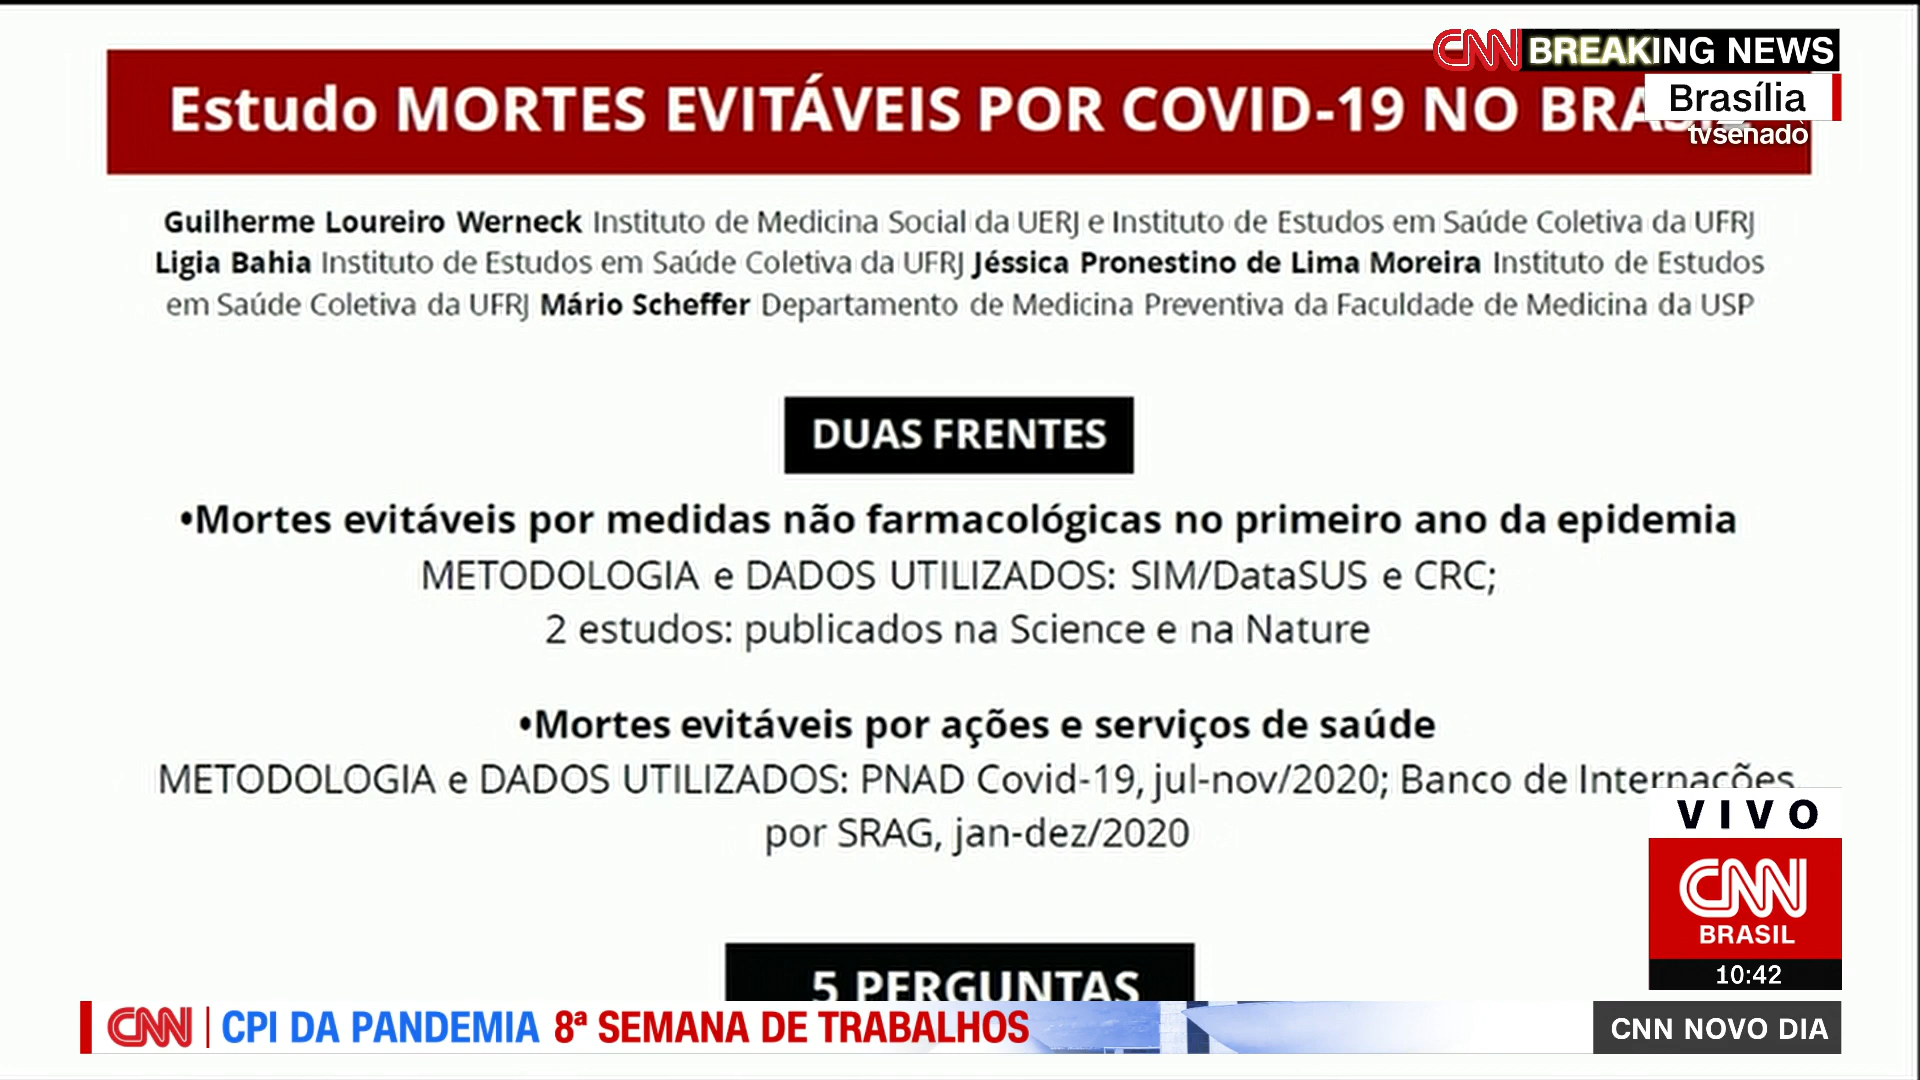 CNN BREAKING NEWS
Brasília
tvsenado
Estudo MORTES EVITÁVEIS POR COVID-19 NO
Guilherme Loureiro Werneck Instituto de Medicina Social da UERJ e Instituto de Estudos em Saúde Coletiva da UFRJ
Ligia Bahia Instituto de Estudos em Saúde Coletiva da UFRJ Jéssica Pronestino de Lima Moreira Instituto de Estudos
em Saúde Coletiva da UFRJ Mário Scheffer Departamento de Medicina Preventiva da Faculdade de Medicina da USP
DUAS FRENTES
•Mortes evitáveis por medidas não farmacológicas no primeiro ano da epidemia
METODOLOGIA e DADOS UTILIZADOS: SIM/DataSUS e CRC;
2 estudos: publicados na Science e na Nature
•Mortes evitáveis por ações e serviços de saúde
METODOLOGIA e DADOS UTILIZADOS: PNAD Covid-19, jul-nov/2020; Banco de Internações
por SRAG, jan-dez/2020
5 PERGUNTAS
VIVO
CNN
BRASIL
10:42
CNN CPI DA PANDEMIA 8ª SEMANA DE TRABALHOS
CNN NOVO DIA